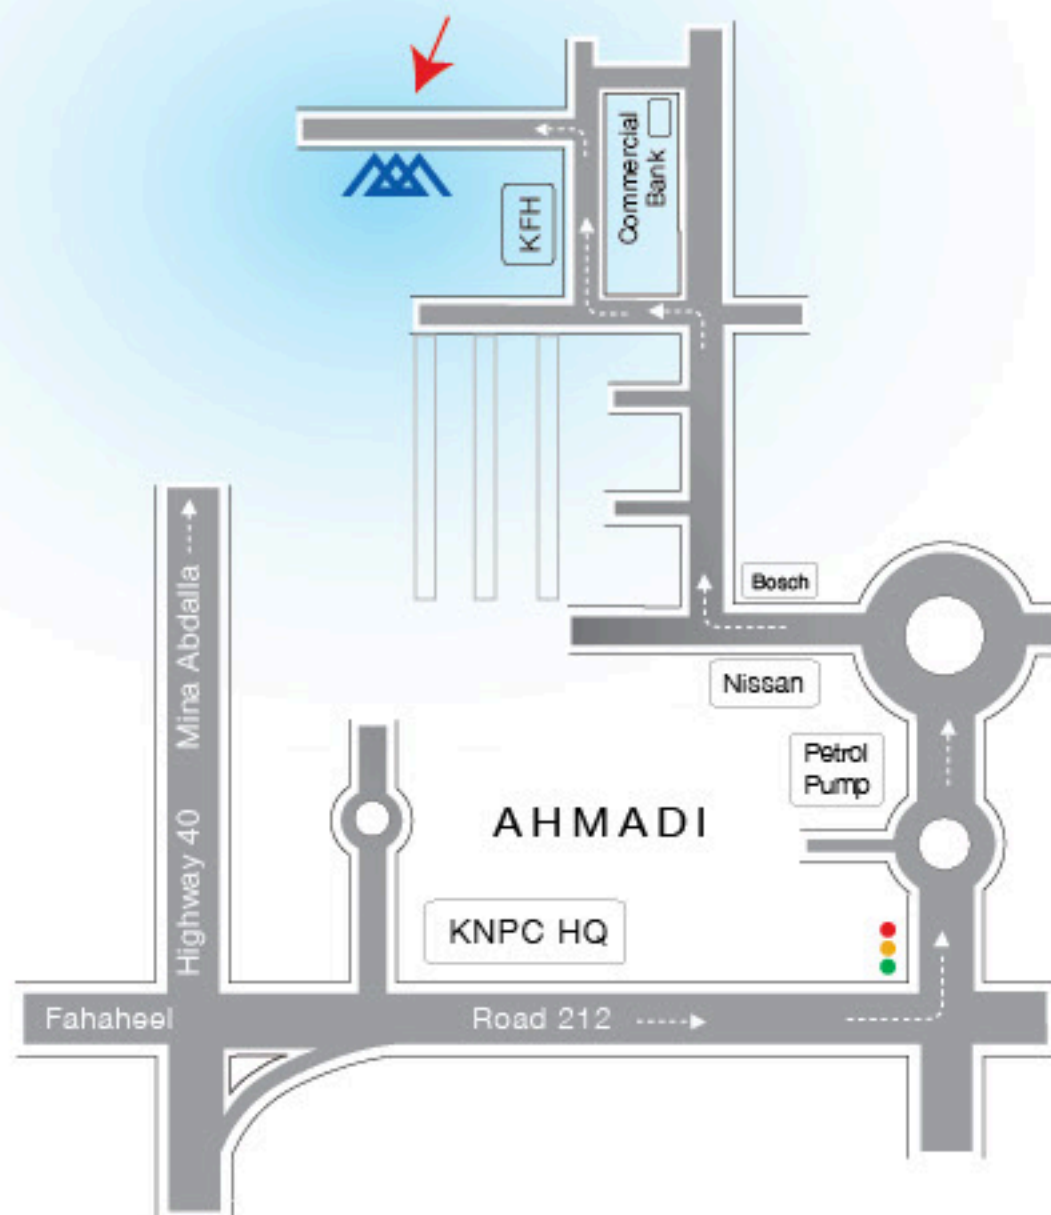 Commercial
Bank
KFH
Bosch
Nissan
Petrol
Pump
Highway 40 Mina Abdalla
AHMADI
KNPC HQ
Fahaheel
Road 212